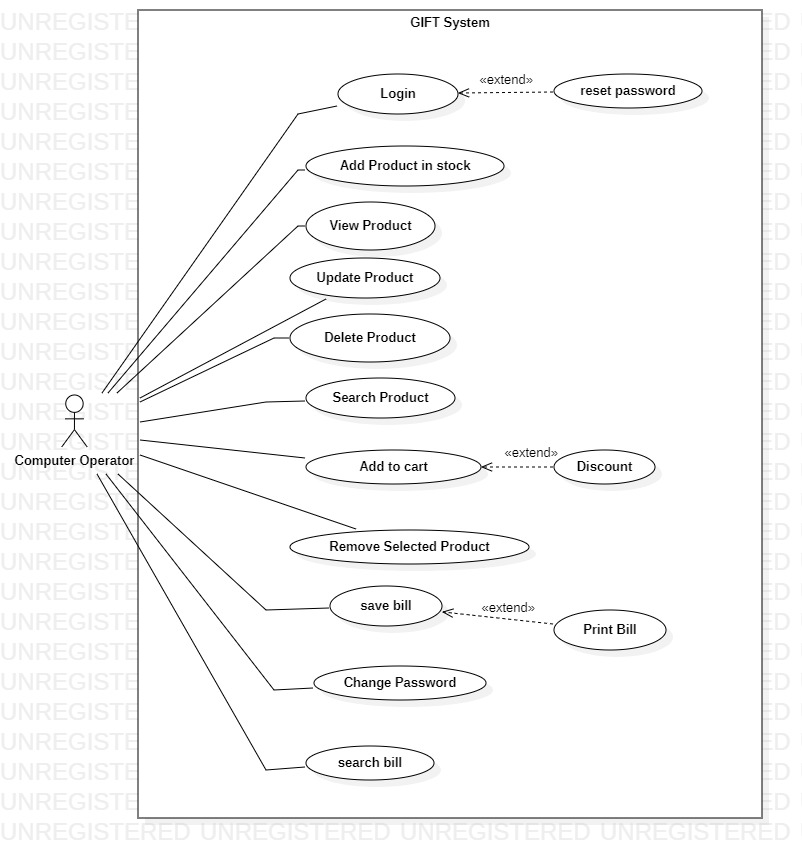 GIFT System
Login
«extend»
reset password
Add Product in stock
View Product
Update Product
Delete Product
Search Product
Computer Operator
Add to cart
«extend»
Discount
Remove Selected Product
save bill
«extend»
Print Bill
Change Password
search bill
UNREGISTERED UNREGISTERED UNREGISTERED UNREGISTERED